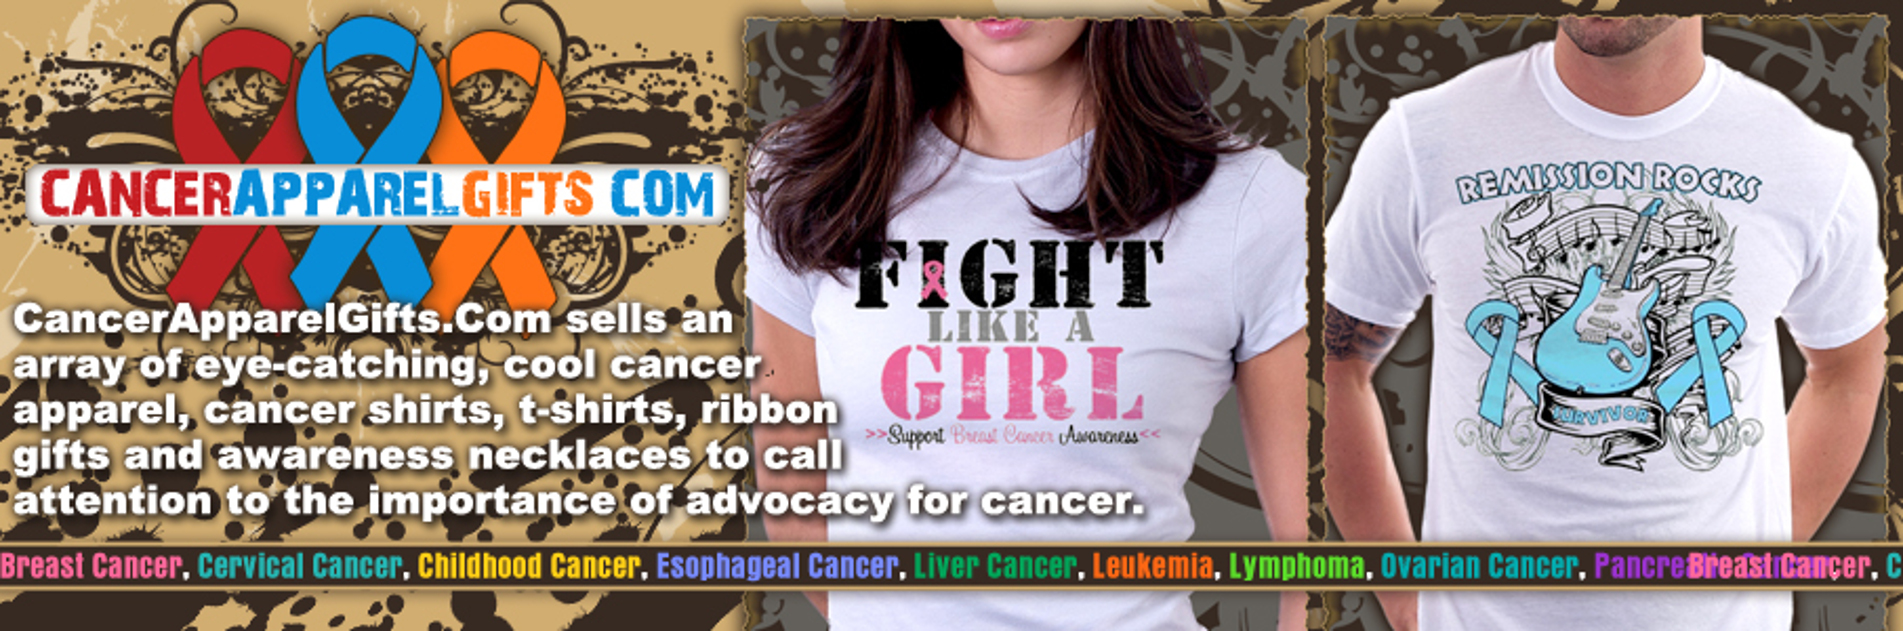 CANCERAPPARELGIFTS COM
CancerApparelGifts.Com sells an
array of eye-catching, cool cancer
apparel, cancer shirts, t-shirts, ribbon
gifts and awareness necklaces to call
attention to the importance of advocacy for cancer.
FIGHT
LIKE A
GIRL
>>Support Breast Cancer Awareness<<
REMISSION ROCKS
SURVIVOR
Breast Cancer, Cervical Cancer, Childhood Cancer, Esophageal Cancer, Liver Cancer, Leukemia, Lymphoma, Ovarian Cancer, Breast Cancer, C